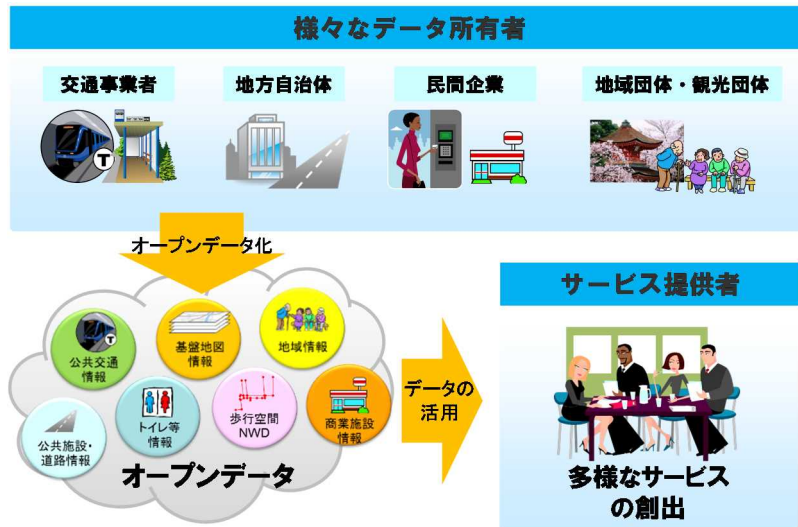 様々なデータ所有者
交通事業者
地方自治体
民間企業
地域団体・観光団体
T
オープンデータ化
T
公共交通
情報
基盤地図
情報
地域情報
公共施設・
道路情報
トイレ等
情報
歩行空間
NWD
商業施設
情報
オープンデータ
データの
活用
サービス提供者
多様なサービス
の創出